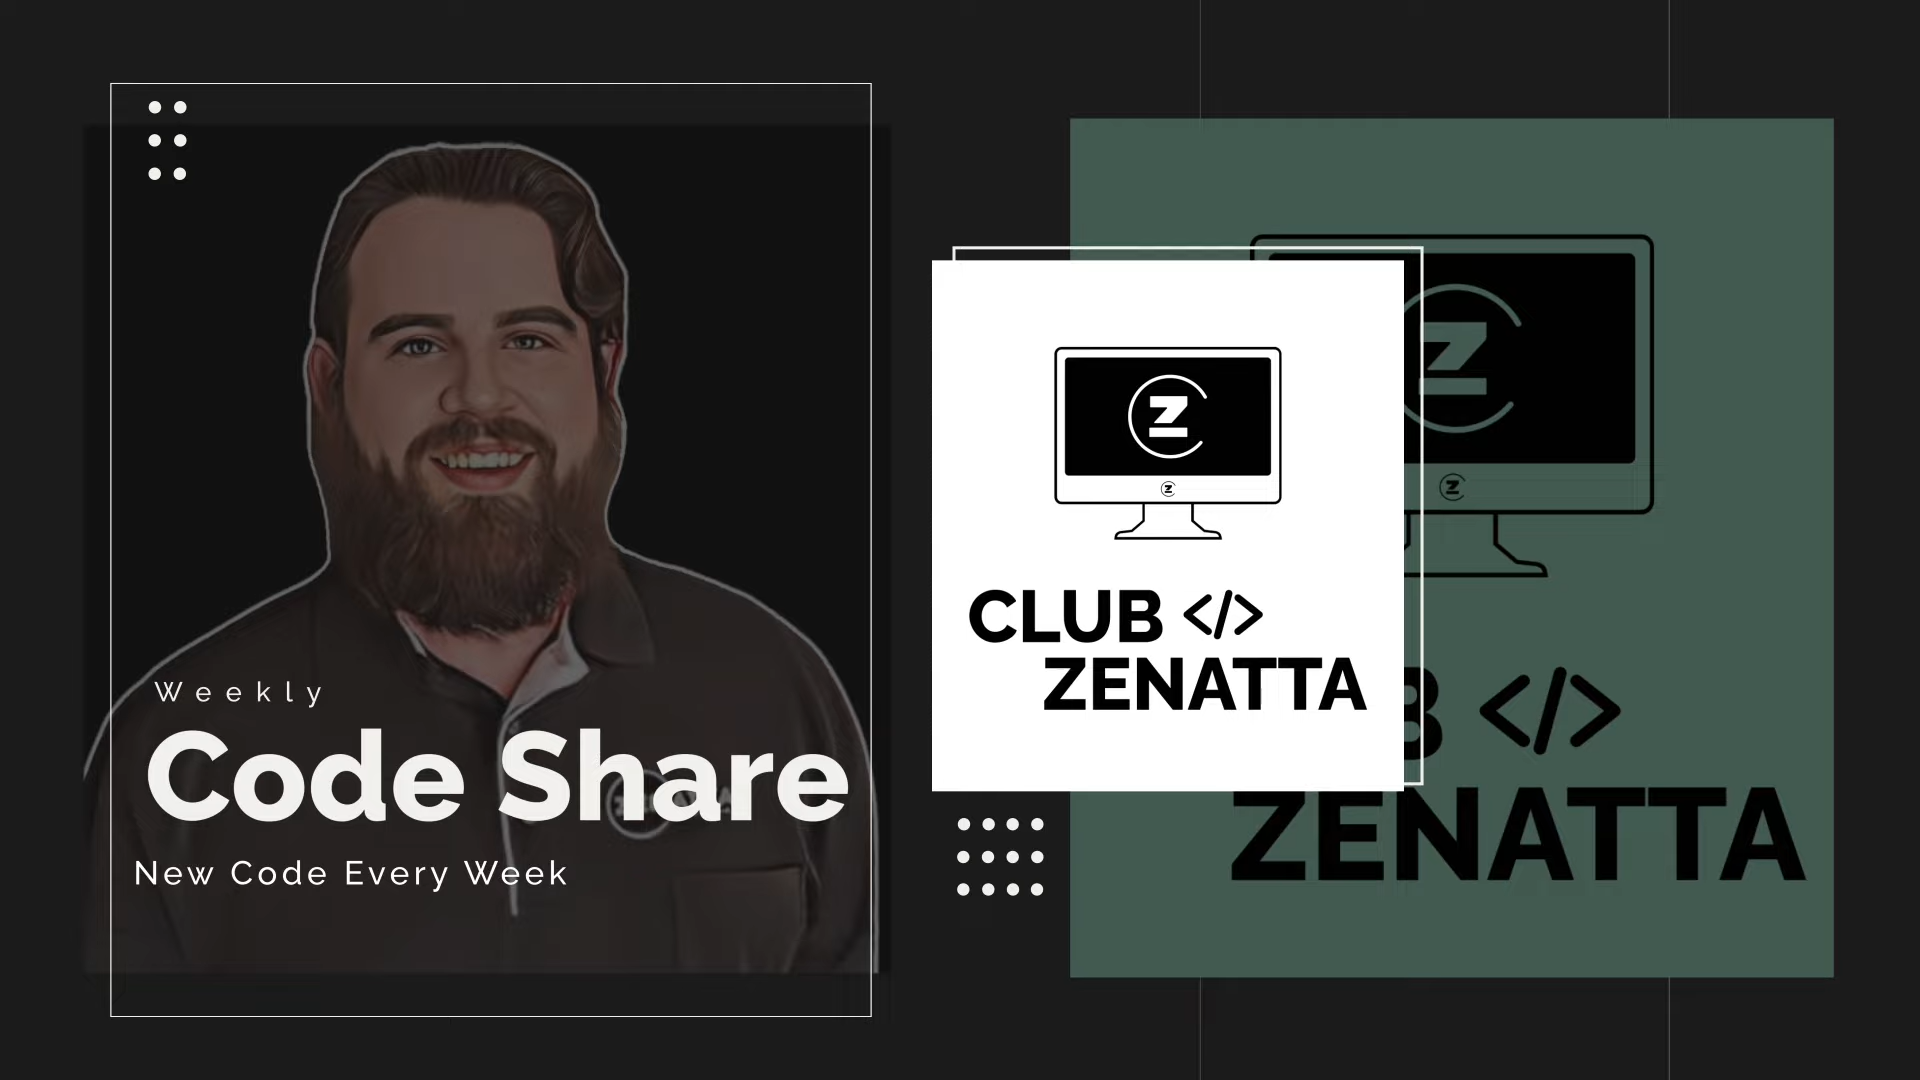 Weekly
Code Share
New Code Every Week
Z
Z
CLUB </>
ZENATTA
Z
Z
B </>
ZENATTA